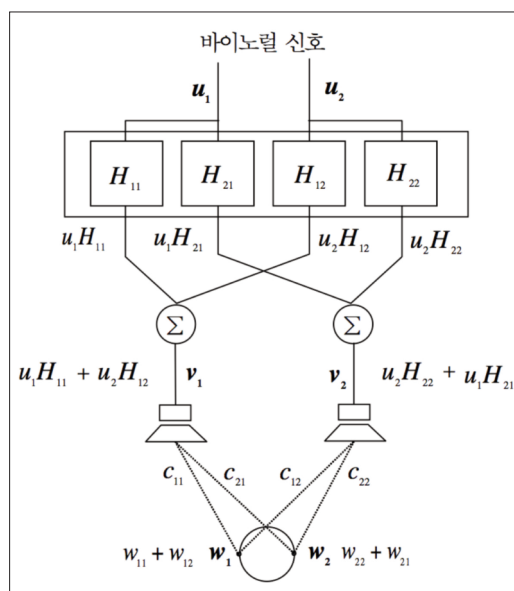 바이노럴 신호
u₁ u₂
H₁₁ H₂₁ H₁₂ H₂₂
u₁H₁₁ u₁H₂₁ u₂H₁₂ u₂H₂₂
Σ Σ
u₁H₁₁ + u₂H₁₂ v₁ v₂ u₂H₂₂ + u₁H₂₁
c₁₁ c₂₁ c₁₂ c₂₂
w₁₁ + w₁₂ w₁ w₂ w₂₂ + w₂₁